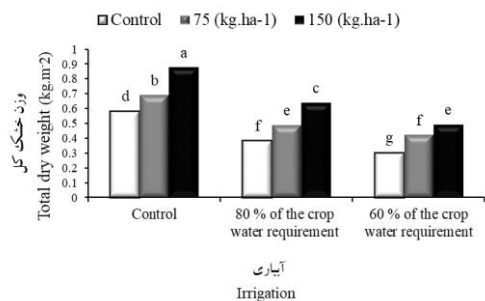 Control 75 (kg.ha-1) 150 (kg.ha-1)
وزن خشک کل
Total dry weight (kg.m-2)
1
0.9
0.8
0.7
0.6
0.5
0.4
0.3
0.2
0.1
0
d b a
f e c
g f e
Control
80 % of the crop
water requirement
60 % of the crop
water requirement
آبیاری
Irrigation